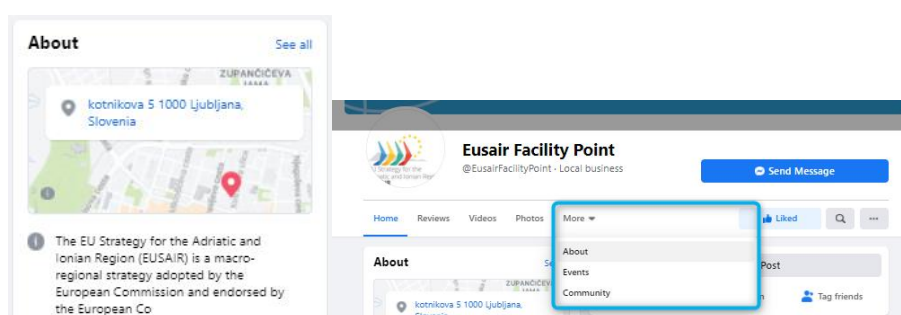 About
See all
ZUPANČIČEVA
JAMA
kotnikova 5 1000 Ljubljana,
Slovenia
The EU Strategy for the Adriatic and
Ionian Region (EUSAIR) is a macro-
regional strategy adopted by the
European Commission and endorsed by
the European Co
Eusair Facility Point
@EusairFacilityPoint · Local business
Send Message
Home Reviews Videos Photos More
Liked
About
Events
Community
About
Se
ZUPANČIČEV
kotnikova 5 1000 Ljubljana,
Post
Tag friends